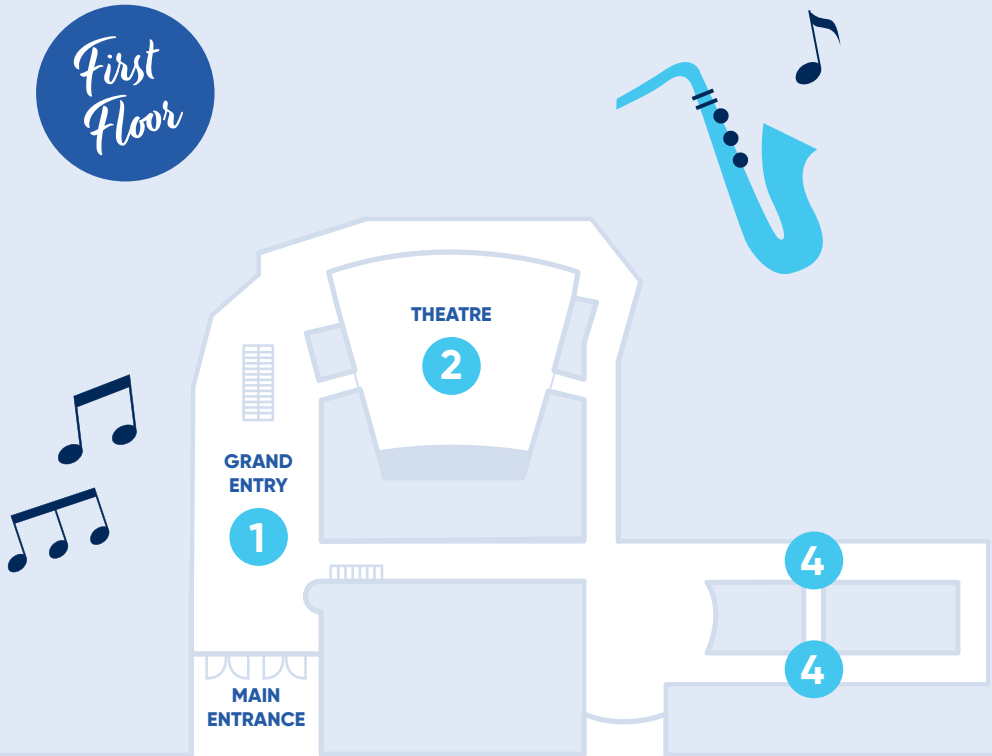 First
Floor
THEATRE
2
GRAND
ENTRY
1
4
4
MAIN
ENTRANCE